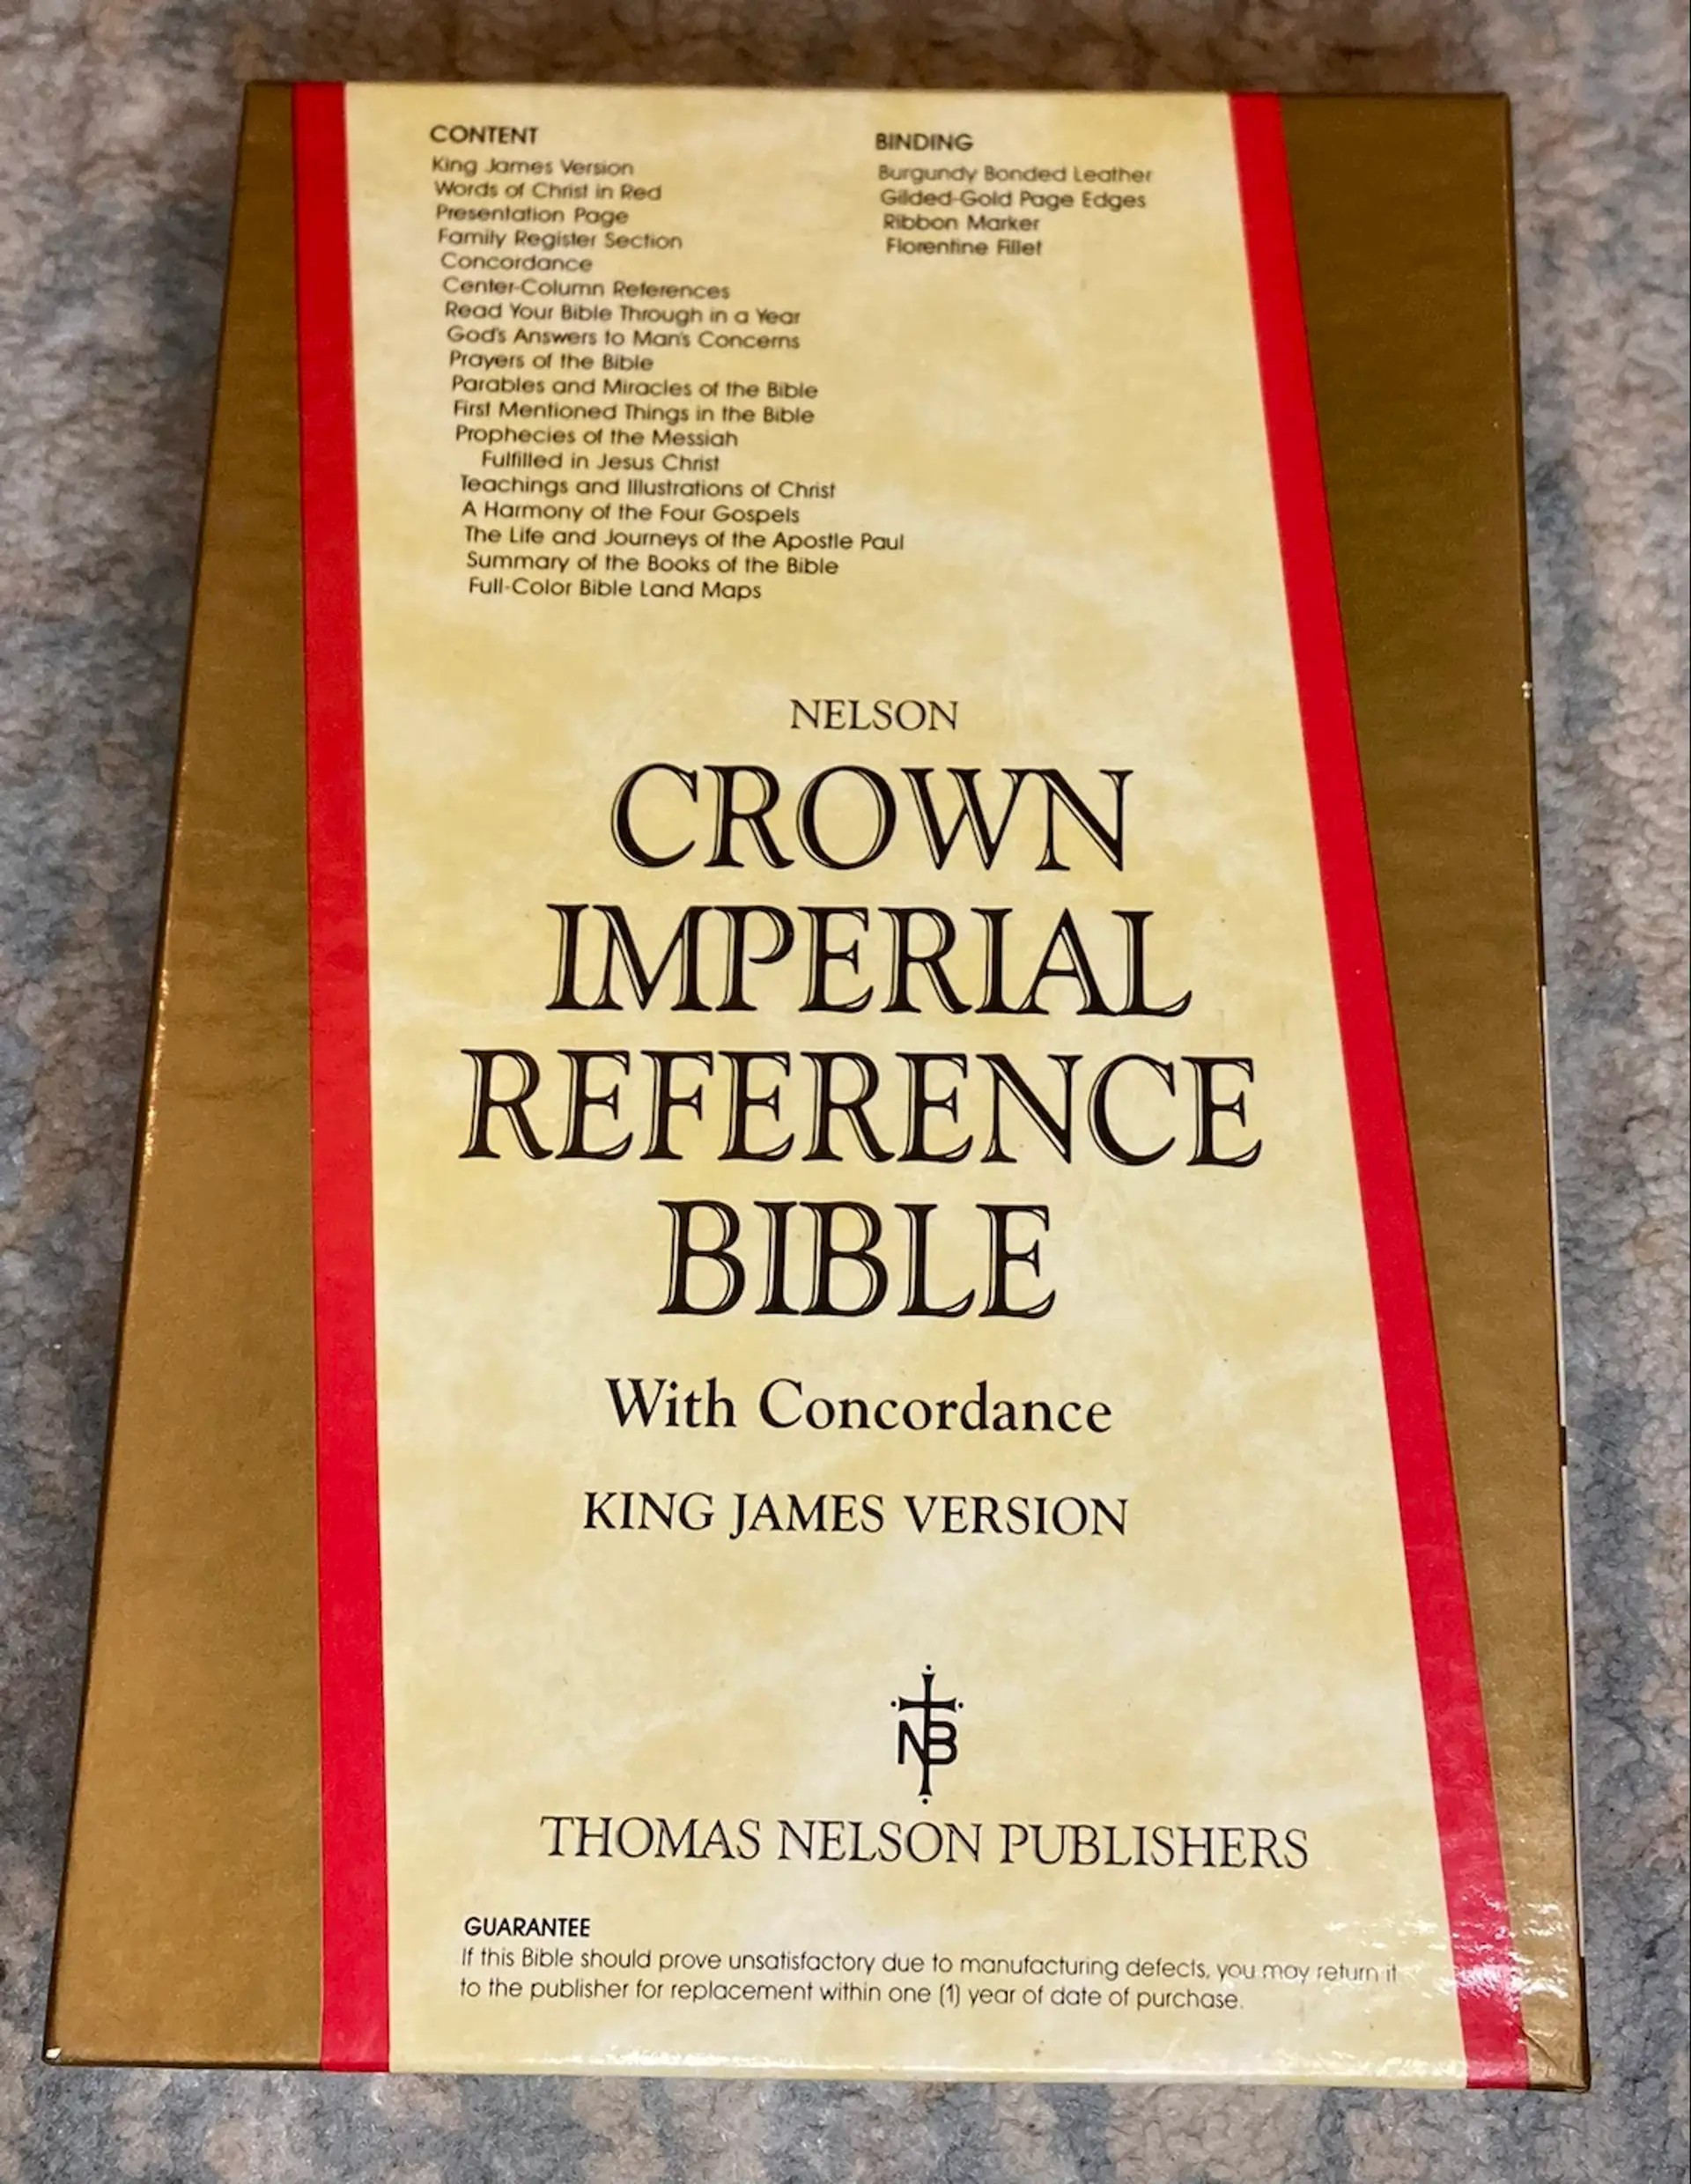 CONTENT
King James Version
Words of Christ in Red
Presentation Page
Family Register Section
Concordance
Center-Column References
Read Your Bible Through in a Year
God's Answers to Man's Concerns
Prayers of the Bible
Parables and Miracles of the Bible
First Mentioned Things in the Bible
Prophecies of the Messiah
Fulfilled in Jesus Christ
Teachings and Illustrations of Christ
A Harmony of the Four Gospels
The Life and Journeys of the Apostle Paul
Summary of the Books of the Bible
Full-Color Bible Land Maps
BINDING
Burgundy Bonded Leather
Gilded-Gold Page Edges
Ribbon Marker
Florentine Fillet
NELSON
CROWN
IMPERIAL
REFERENCE
BIBLE
With Concordance
KING JAMES VERSION
NB
THOMAS NELSON PUBLISHERS
GUARANTEE
If this Bible should prove unsatisfactory due to manufacturing defects, you may return it
to the publisher for replacement within one (1) year of date of purchase.